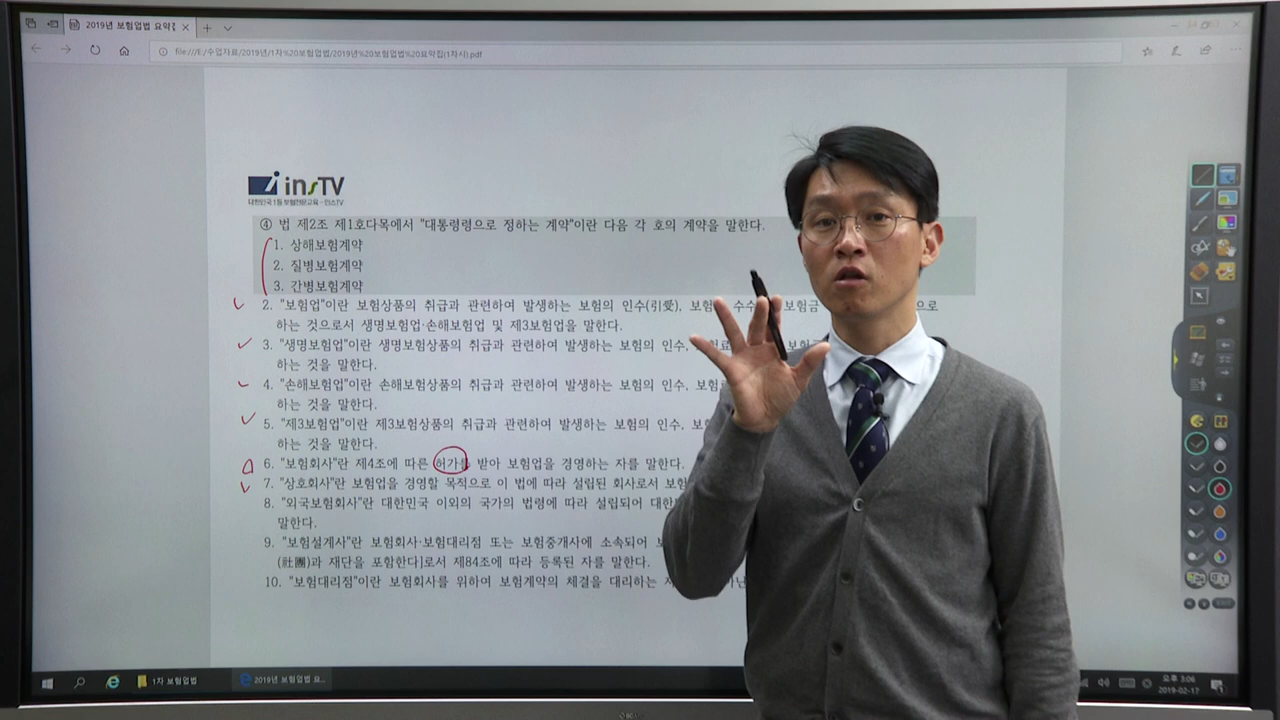 2019년 보험업법 요약집
file:///E:/수업자료/2019년/1차%20보험업법/2019년%20보험업법%20요약집(1차시).pdf
insTV
대한민국 1등 보험전문교육 - 인스TV
④ 법 제2조 제1호다목에서 "대통령령으로 정하는 계약"이란 다음 각 호의 계약을 말한다.
1. 상해보험계약
2. 질병보험계약
3. 간병보험계약
2. "보험업"이란 보험상품의 취급과 관련하여 발생하는 보험의 인수(引受), 보험 수수 보험금 으로
하는 것으로서 생명보험업·손해보험업 및 제3보험업을 말한다.
3. "생명보험업"이란 생명보험상품의 취급과 관련하여 발생하는 보험의 인수,
하는 것을 말한다.
4. "손해보험업"이란 손해보험상품의 취급과 관련하여 발생하는 보험의 인수, 보험료
하는 것을 말한다.
5. "제3보험업"이란 제3보험상품의 취급과 관련하여 발생하는 보험의 인수, 보험
하는 것을 말한다.
6. "보험회사"란 제4조에 따른 허가를 받아 보험업을 경영하는 자를 말한다.
7. "상호회사"란 보험업을 경영할 목적으로 이 법에 따라 설립된 회사로서 보험
8. "외국보험회사"란 대한민국 이외의 국가의 법령에 따라 설립되어 대한
말한다.
9. "보험설계사"란 보험회사·보험대리점 또는 보험중개사에 소속되어 보
(社團)과 재단을 포함한다]로서 제84조에 따라 등록된 자를 말한다.
10. "보험대리점"이란 보험회사를 위하여 보험계약의 체결을 대리하는 자
1차 보험업법
2019년 보험업법 요...
오후 3:06
2019-02-17